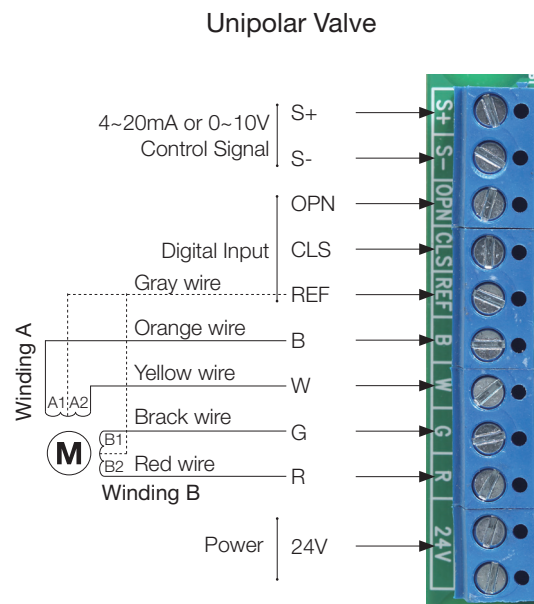 Unipolar Valve
4~20mA or 0~10V
Control Signal
S+
S-
Digital Input
OPN
CLS
REF
Gray wire
Orange wire
B
Yellow wire
W
Brack wire
G
Red wire
R
Winding A
A1 A2
M
B1
B2
Winding B
Power
24V
S+
S-
OPN
CLS
REF
B
W
G
R
24V